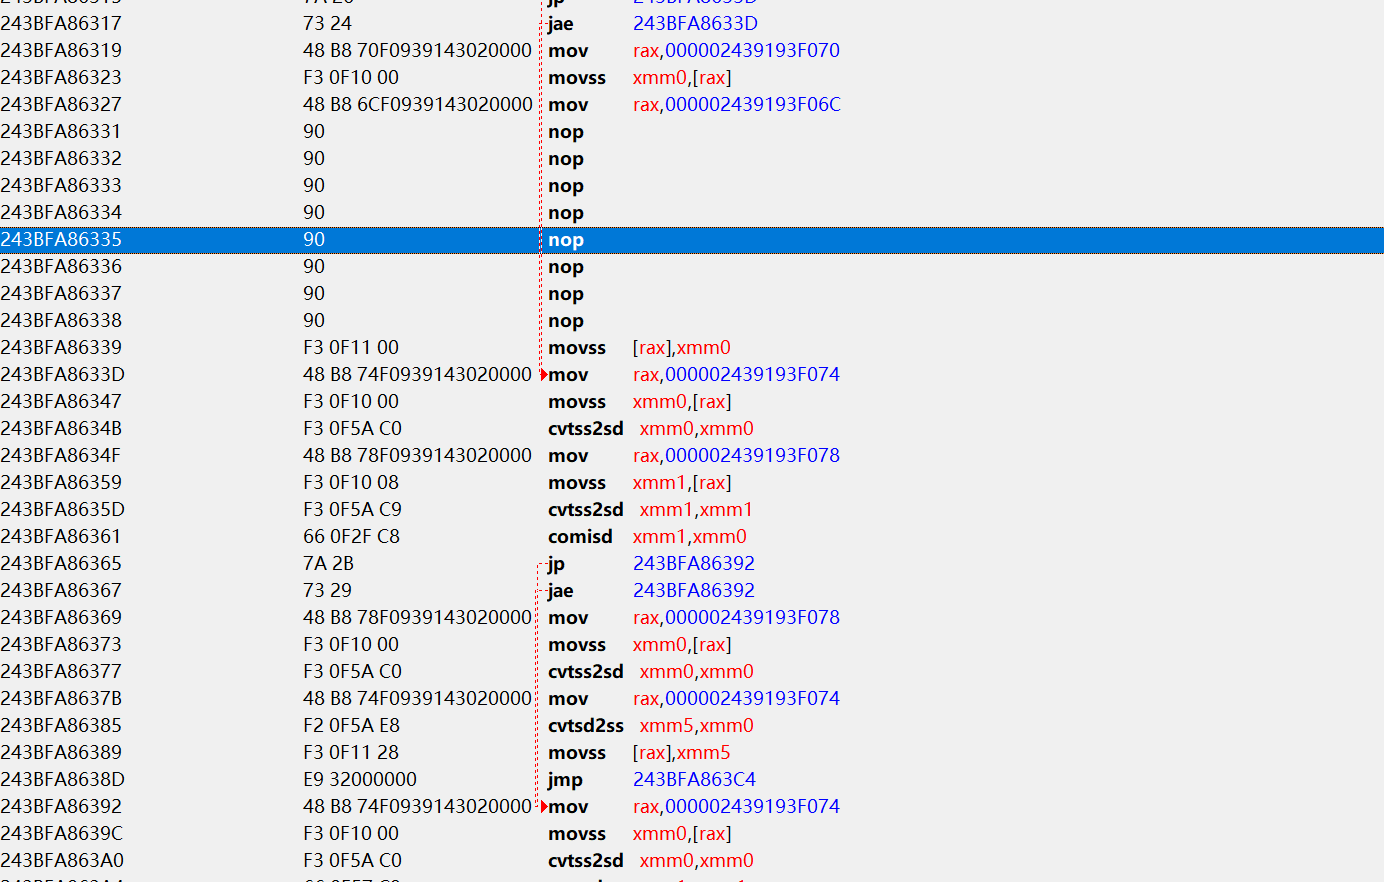 243BFA86317 73 24 jae 243BFA8633D
243BFA86319 48 B8 70F0939143020000 mov rax,000002439193F070
243BFA86323 F3 0F10 00 movss xmm0,[rax]
243BFA86327 48 B8 6CF0939143020000 mov rax,000002439193F06C
243BFA86331 90 nop
243BFA86332 90 nop
243BFA86333 90 nop
243BFA86334 90 nop
243BFA86335 90 nop
243BFA86336 90 nop
243BFA86337 90 nop
243BFA86338 90 nop
243BFA86339 F3 0F11 00 movss [rax],xmm0
243BFA8633D 48 B8 74F0939143020000 mov rax,000002439193F074
243BFA86347 F3 0F10 00 movss xmm0,[rax]
243BFA8634B F3 0F5A C0 cvtss2sd xmm0,xmm0
243BFA8634F 48 B8 78F0939143020000 mov rax,000002439193F078
243BFA86359 F3 0F10 08 movss xmm1,[rax]
243BFA8635D F3 0F5A C9 cvtss2sd xmm1,xmm1
243BFA86361 66 0F2F C8 comisd xmm1,xmm0
243BFA86365 7A 2B jp 243BFA86392
243BFA86367 73 29 jae 243BFA86392
243BFA86369 48 B8 78F0939143020000 mov rax,000002439193F078
243BFA86373 F3 0F10 00 movss xmm0,[rax]
243BFA86377 F3 0F5A C0 cvtss2sd xmm0,xmm0
243BFA8637B 48 B8 74F0939143020000 mov rax,000002439193F074
243BFA86385 F2 0F5A E8 cvtsd2ss xmm5,xmm0
243BFA86389 F3 0F11 28 movss [rax],xmm5
243BFA8638D E9 32000000 jmp 243BFA863C4
243BFA86392 48 B8 74F0939143020000 mov rax,000002439193F074
243BFA8639C F3 0F10 00 movss xmm0,[rax]
243BFA863A0 F3 0F5A C0 cvtss2sd xmm0,xmm0